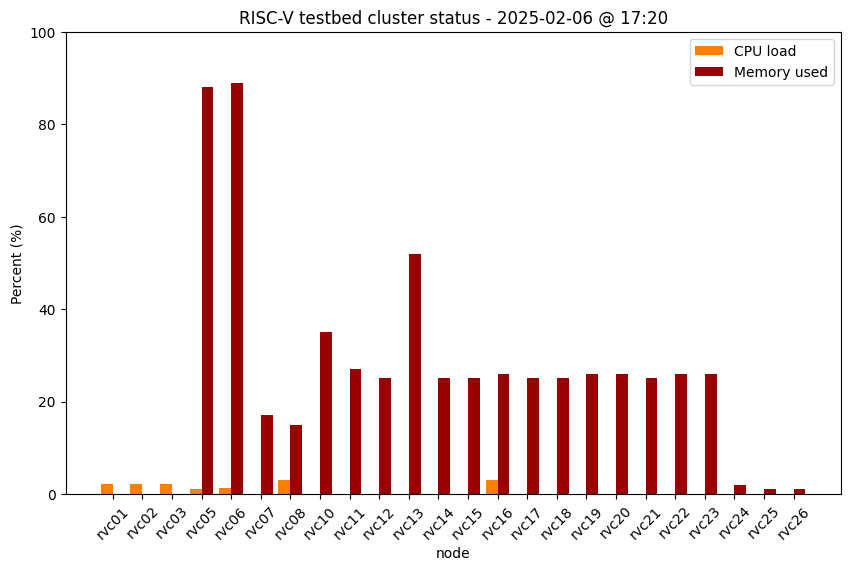 RISC-V testbed cluster status - 2025-02-06 @ 17:20
CPU load
Memory used
100
80
60
40
20
0
Percent (%)
rvc01
rvc02
rvc03
rvc05
rvc06
rvc07
rvc08
rvc10
rvc11
rvc12
rvc13
rvc14
rvc15
rvc16
rvc17
rvc18
rvc19
rvc20
rvc21
rvc22
rvc23
rvc24
rvc25
rvc26
node